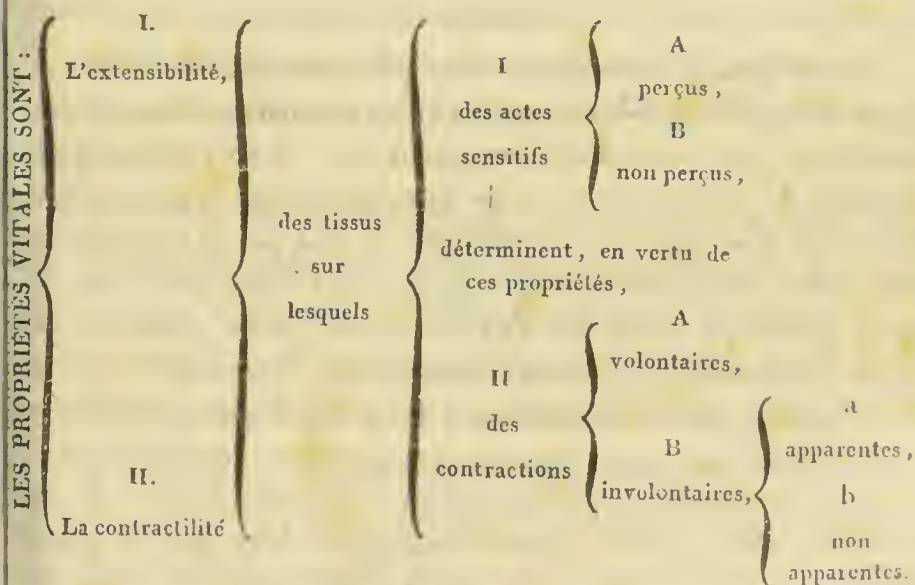 LES PROPRIÉTÉS VITALES SONT :
I.
L'extensibilité,
II.
La contractilité
des tissus
sur
lesquels
I
des actes
sensitifs
A
perçus,
B
non perçus,
déterminent, en vertu de
ces propriétés,
II
des
contractions
A
volontaires,
B
involontaires,
a
apparentes,
b
non
apparentes.